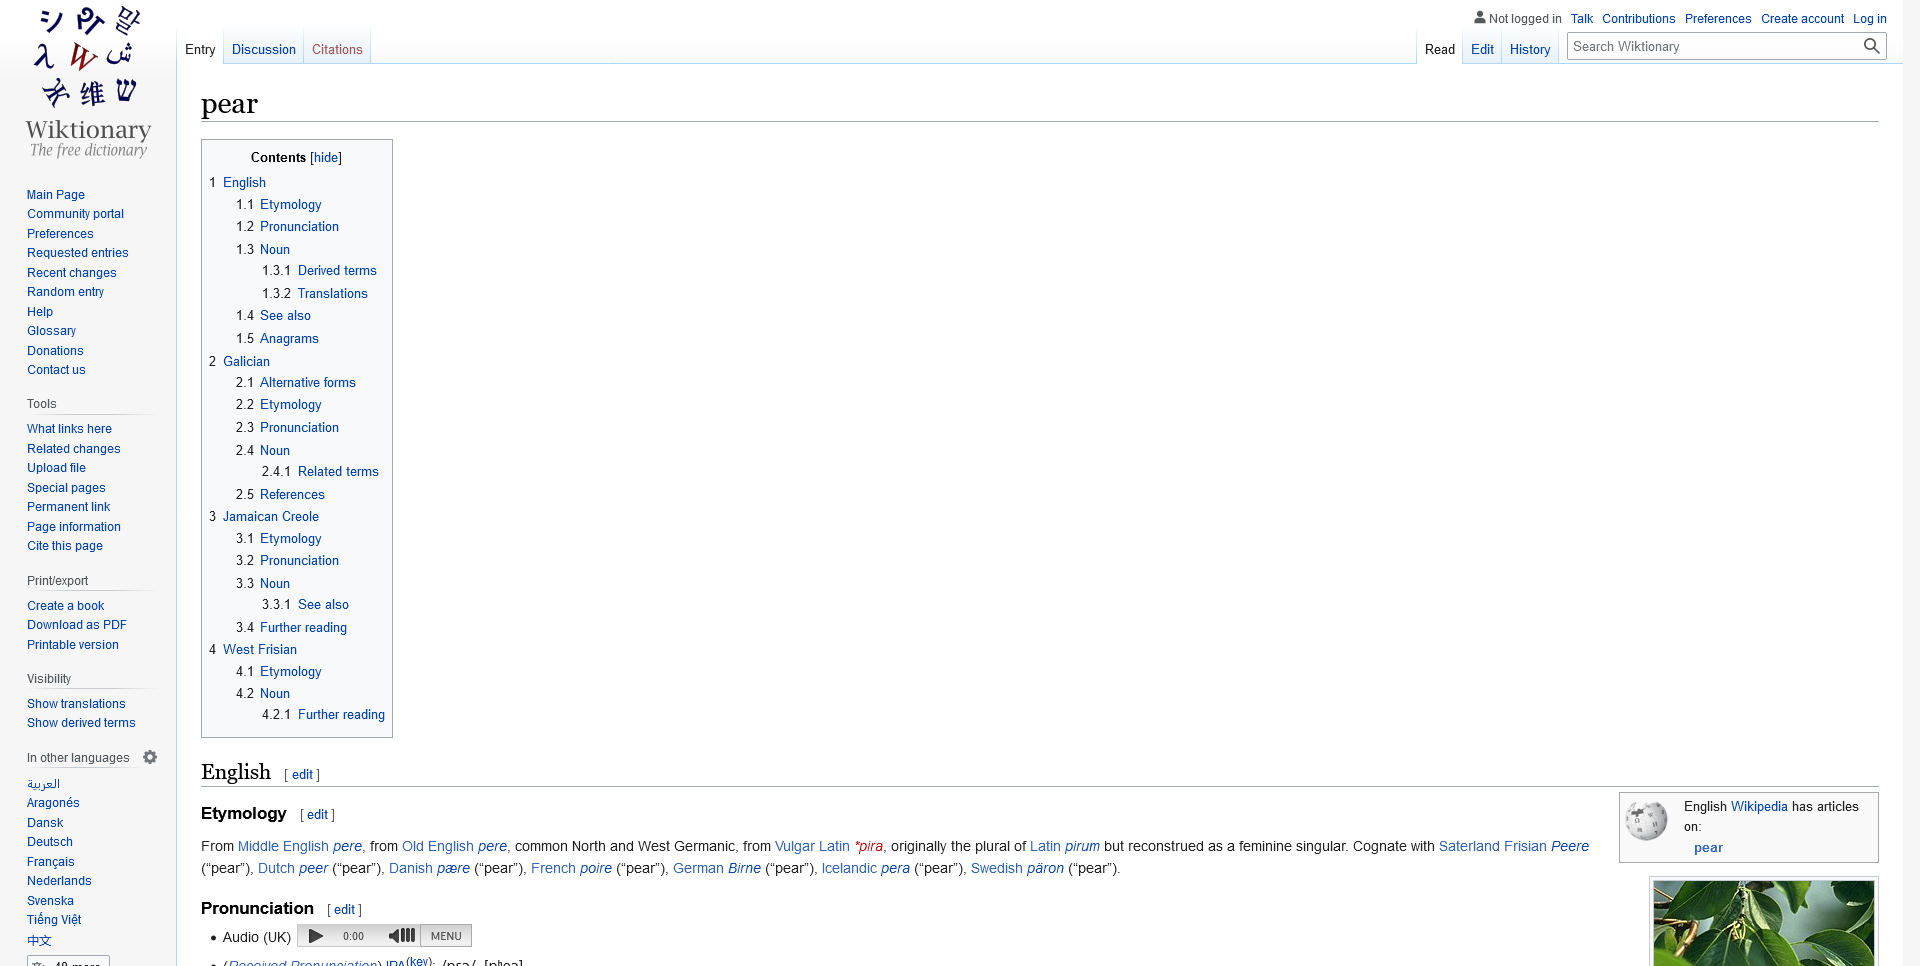 Not logged in Talk Contributions Preferences Create account Log in
Entry Discussion Citations Read Edit History Search Wiktionary
シ அ 말
λ W ش
维 ש
Wiktionary
The free dictionary
Main Page
Community portal
Preferences
Requested entries
Recent changes
Random entry
Help
Glossary
Donations
Contact us
Tools
What links here
Related changes
Upload file
Special pages
Permanent link
Page information
Cite this page
Print/export
Create a book
Download as PDF
Printable version
Visibility
Show translations
Show derived terms
In other languages
العربية
Aragonés
Dansk
Deutsch
Français
Nederlands
Svenska
Tiếng Việt
中文
48 more
pear
Contents [hide]
1 English
1.1 Etymology
1.2 Pronunciation
1.3 Noun
1.3.1 Derived terms
1.3.2 Translations
1.4 See also
1.5 Anagrams
2 Galician
2.1 Alternative forms
2.2 Etymology
2.3 Pronunciation
2.4 Noun
2.4.1 Related terms
2.5 References
3 Jamaican Creole
3.1 Etymology
3.2 Pronunciation
3.3 Noun
3.3.1 See also
3.4 Further reading
4 West Frisian
4.1 Etymology
4.2 Noun
4.2.1 Further reading
English [ edit ]
Etymology [ edit ]
From Middle English pere, from Old English pere, common North and West Germanic, from Vulgar Latin *pira, originally the plural of Latin pirum but reconstrued as a feminine singular. Cognate with Saterland Frisian Peere
(“pear”), Dutch peer (“pear”), Danish pære (“pear”), French poire (“pear”), German Birne (“pear”), Icelandic pera (“pear”), Swedish päron (“pear”).
English Wikipedia has articles
on:
pear
Pronunciation [ edit ]
• Audio (UK) 0:00 MENU
• (Received Pronunciation) IPA(key): /pɛə/, [pʰɛə]